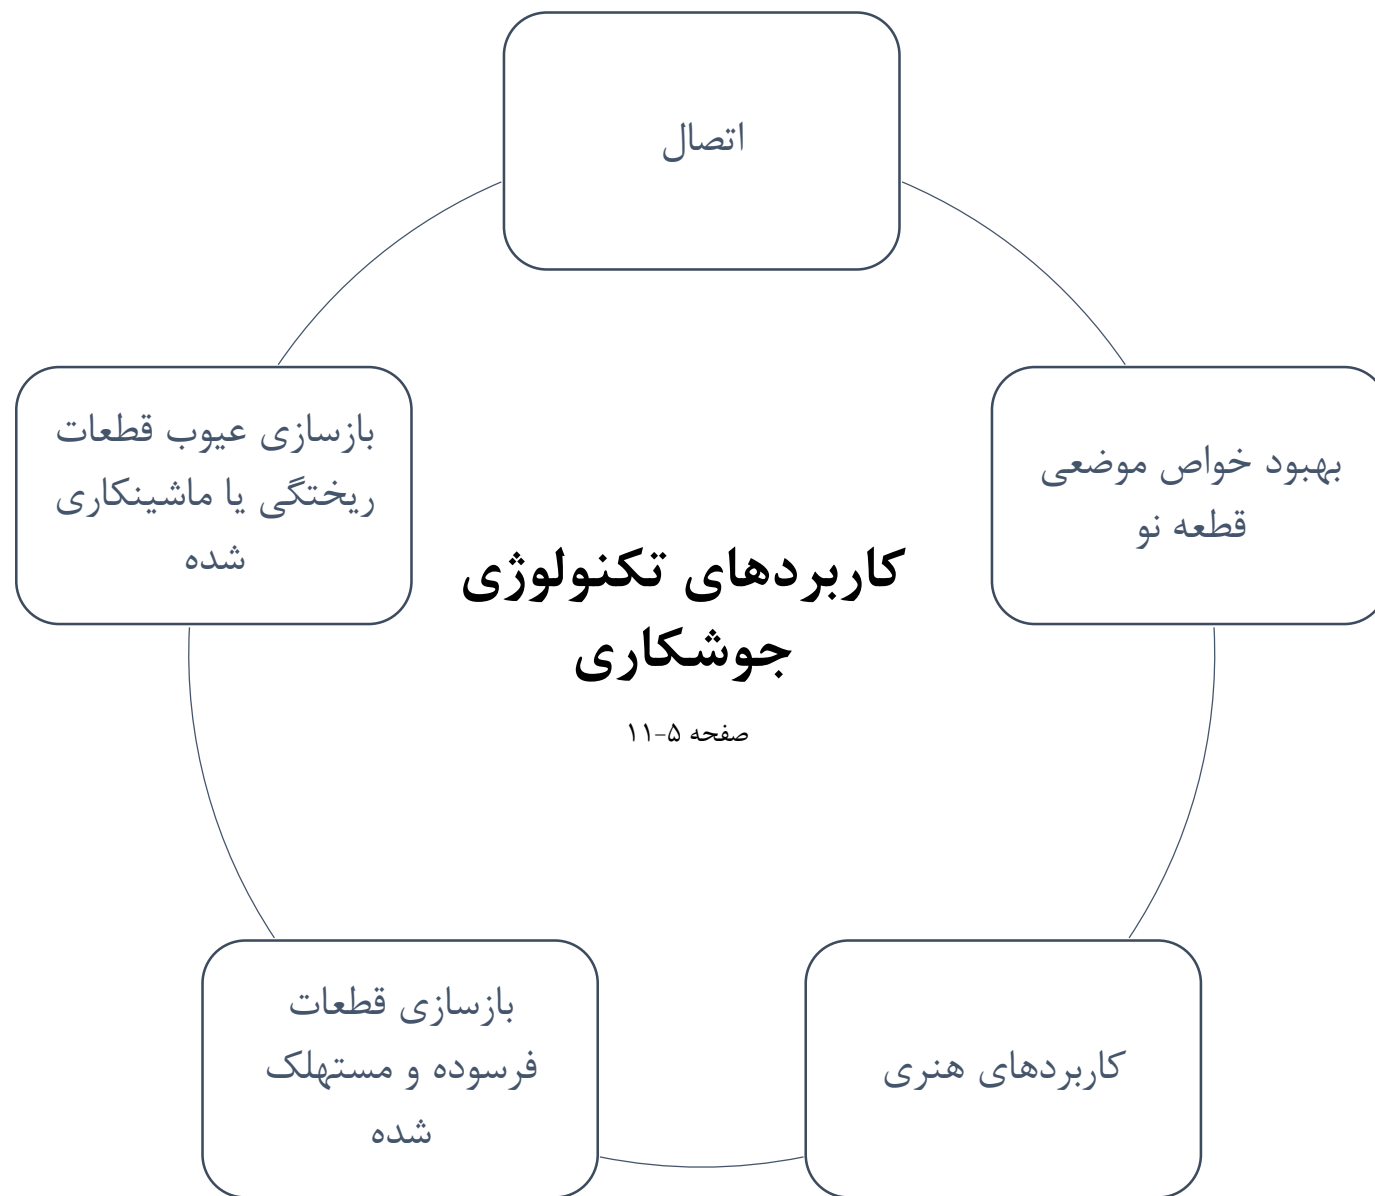 اتصال
بهبود خواص موضعی
قطعه نو
کاربردهای هنری
بازسازی قطعات
فرسوده و مستهلک
شده
بازسازی عیوب قطعات
ریختگی یا ماشینکاری
شده
کاربردهای تکنولوژی
جوشکاری
صفحه ۵-۱۱